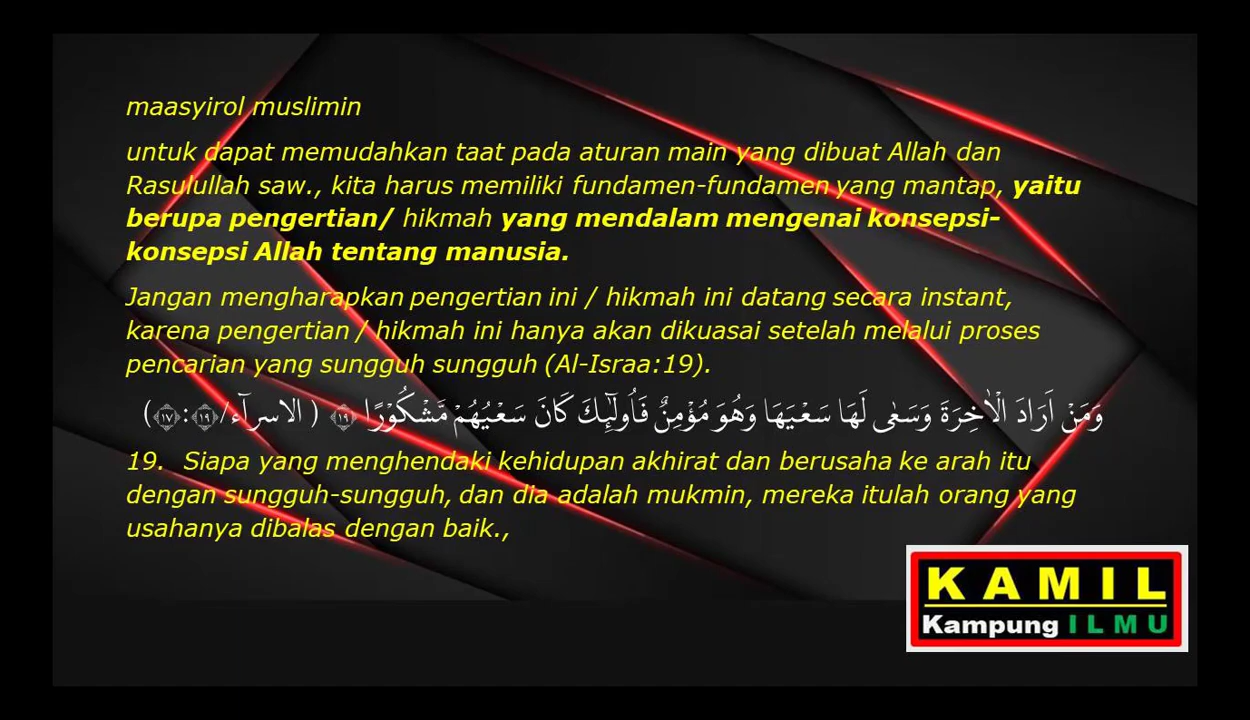 maasyirol muslimin
untuk dapat memudahkan taat pada aturan main yang dibuat Allah dan
Rasulullah saw., kita harus memiliki fundamen-fundamen yang mantap, yaitu
berupa pengertian/ hikmah yang mendalam mengenai konsepsi-
konsepsi Allah tentang manusia.
Jangan mengharapkan pengertian ini / hikmah ini datang secara instant,
karena pengertian / hikmah ini hanya akan dikuasai setelah melalui proses
pencarian yang sungguh sungguh (Al-Israa:19).
وَمَنْ اَرَادَ الْاٰخِرَةَ وَسَعٰى لَهَا سَعْيَهَا وَهُوَ مُؤْمِنٌ فَاُولٰۤىِٕكَ كَانَ سَعْيُهُمْ مَّشْكُوْرًا ۝١٩ ( الاسرۤاء/١٩:١٧)
19. Siapa yang menghendaki kehidupan akhirat dan berusaha ke arah itu
dengan sungguh-sungguh, dan dia adalah mukmin, mereka itulah orang yang
usahanya dibalas dengan baik.,
KAMIL
Kampung ILMU